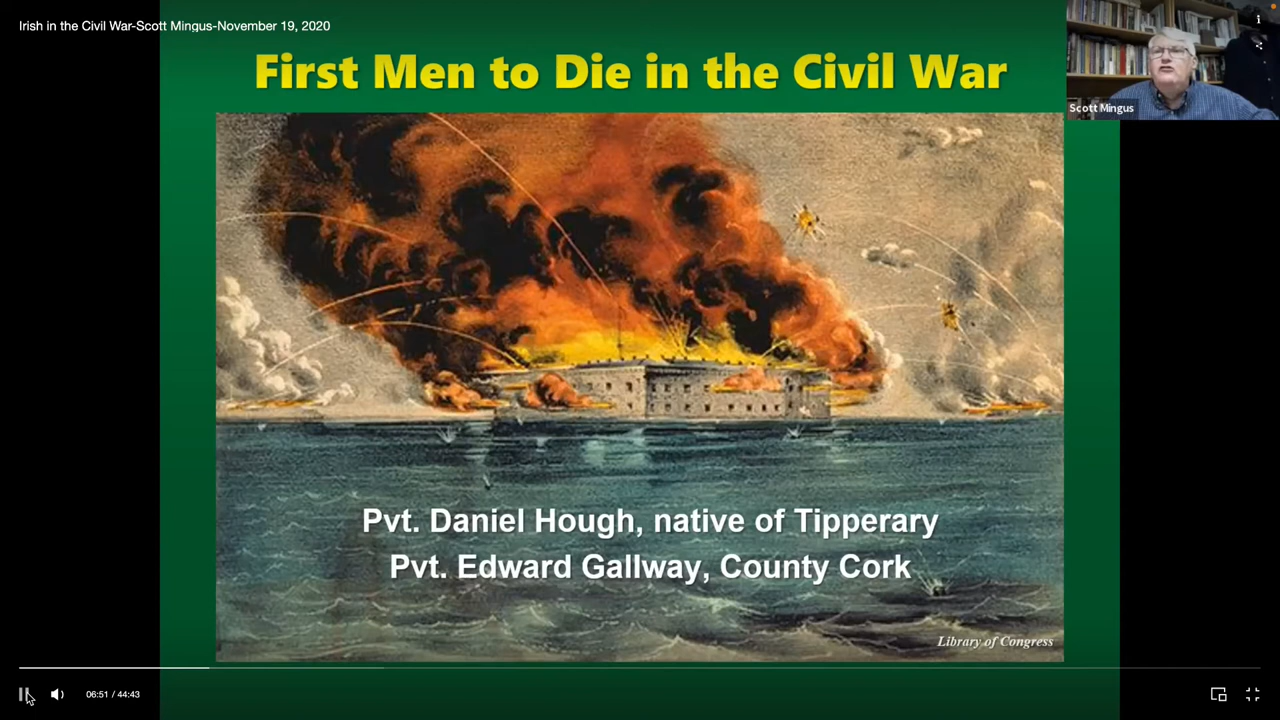 Irish in the Civil War-Scott Mingus-November 19, 2020
First Men to Die in the Civil War
Scott Mingus
Pvt. Daniel Hough, native of Tipperary
Pvt. Edward Gallway, County Cork
Library of Congress
06:51 / 44:43